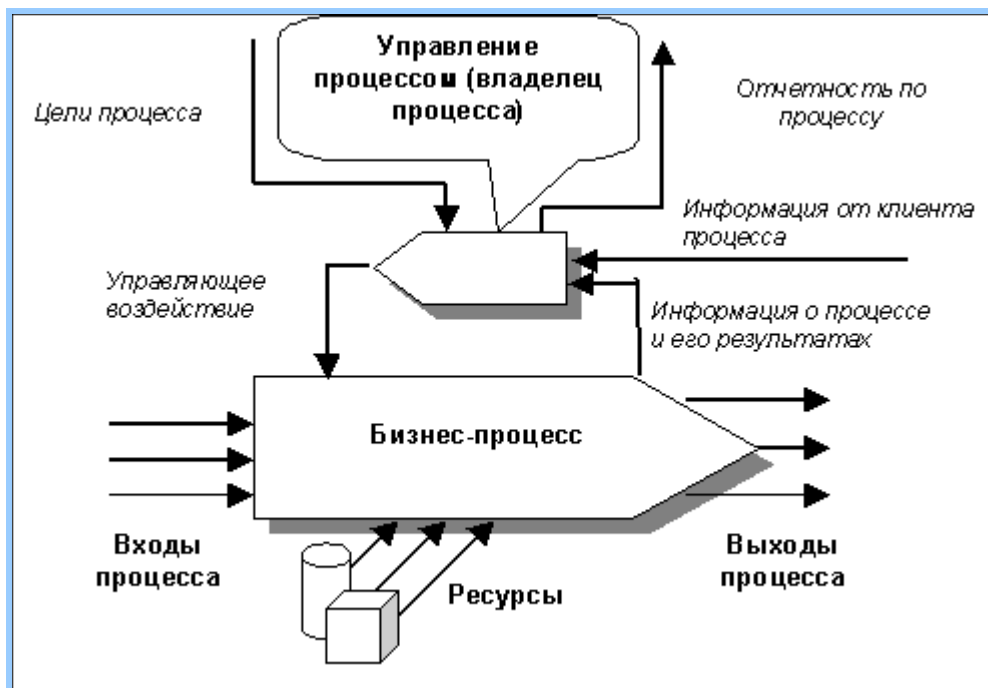 Управление
процессом (владелец
процесса)
Цели процесса
Отчетность по
процессу
Информация от клиента
процесса
Управляющее
воздействие
Информация о процессе
и его результатах
Бизнес-процесс
Входы
процесса
Ресурсы
Выходы
процесса